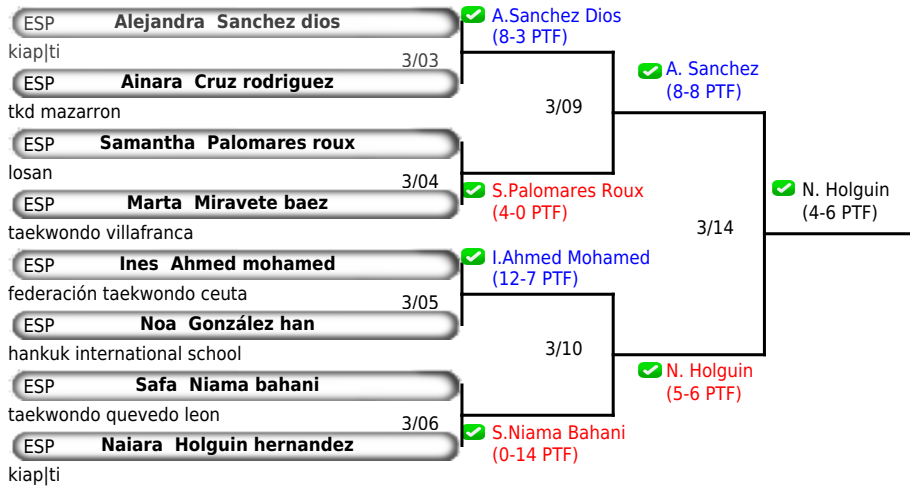 ESP Alejandra Sanchez dios
kiap|ti
ESP Ainara Cruz rodriguez
tkd mazarron
ESP Samantha Palomares roux
losan
ESP Marta Miravete baez
taekwondo villafranca
ESP Ines Ahmed mohamed
federación taekwondo ceuta
ESP Noa González han
hankuk international school
ESP Safa Niama bahani
taekwondo quevedo leon
ESP Naiara Holguin hernandez
kiap|ti
3/03
3/04
3/05
3/06
A.Sanchez Dios
(8-3 PTF)
S.Palomares Roux
(4-0 PTF)
I.Ahmed Mohamed
(12-7 PTF)
S.Niama Bahani
(0-14 PTF)
3/09
3/10
A. Sanchez
(8-8 PTF)
N. Holguin
(5-6 PTF)
3/14
N. Holguin
(4-6 PTF)